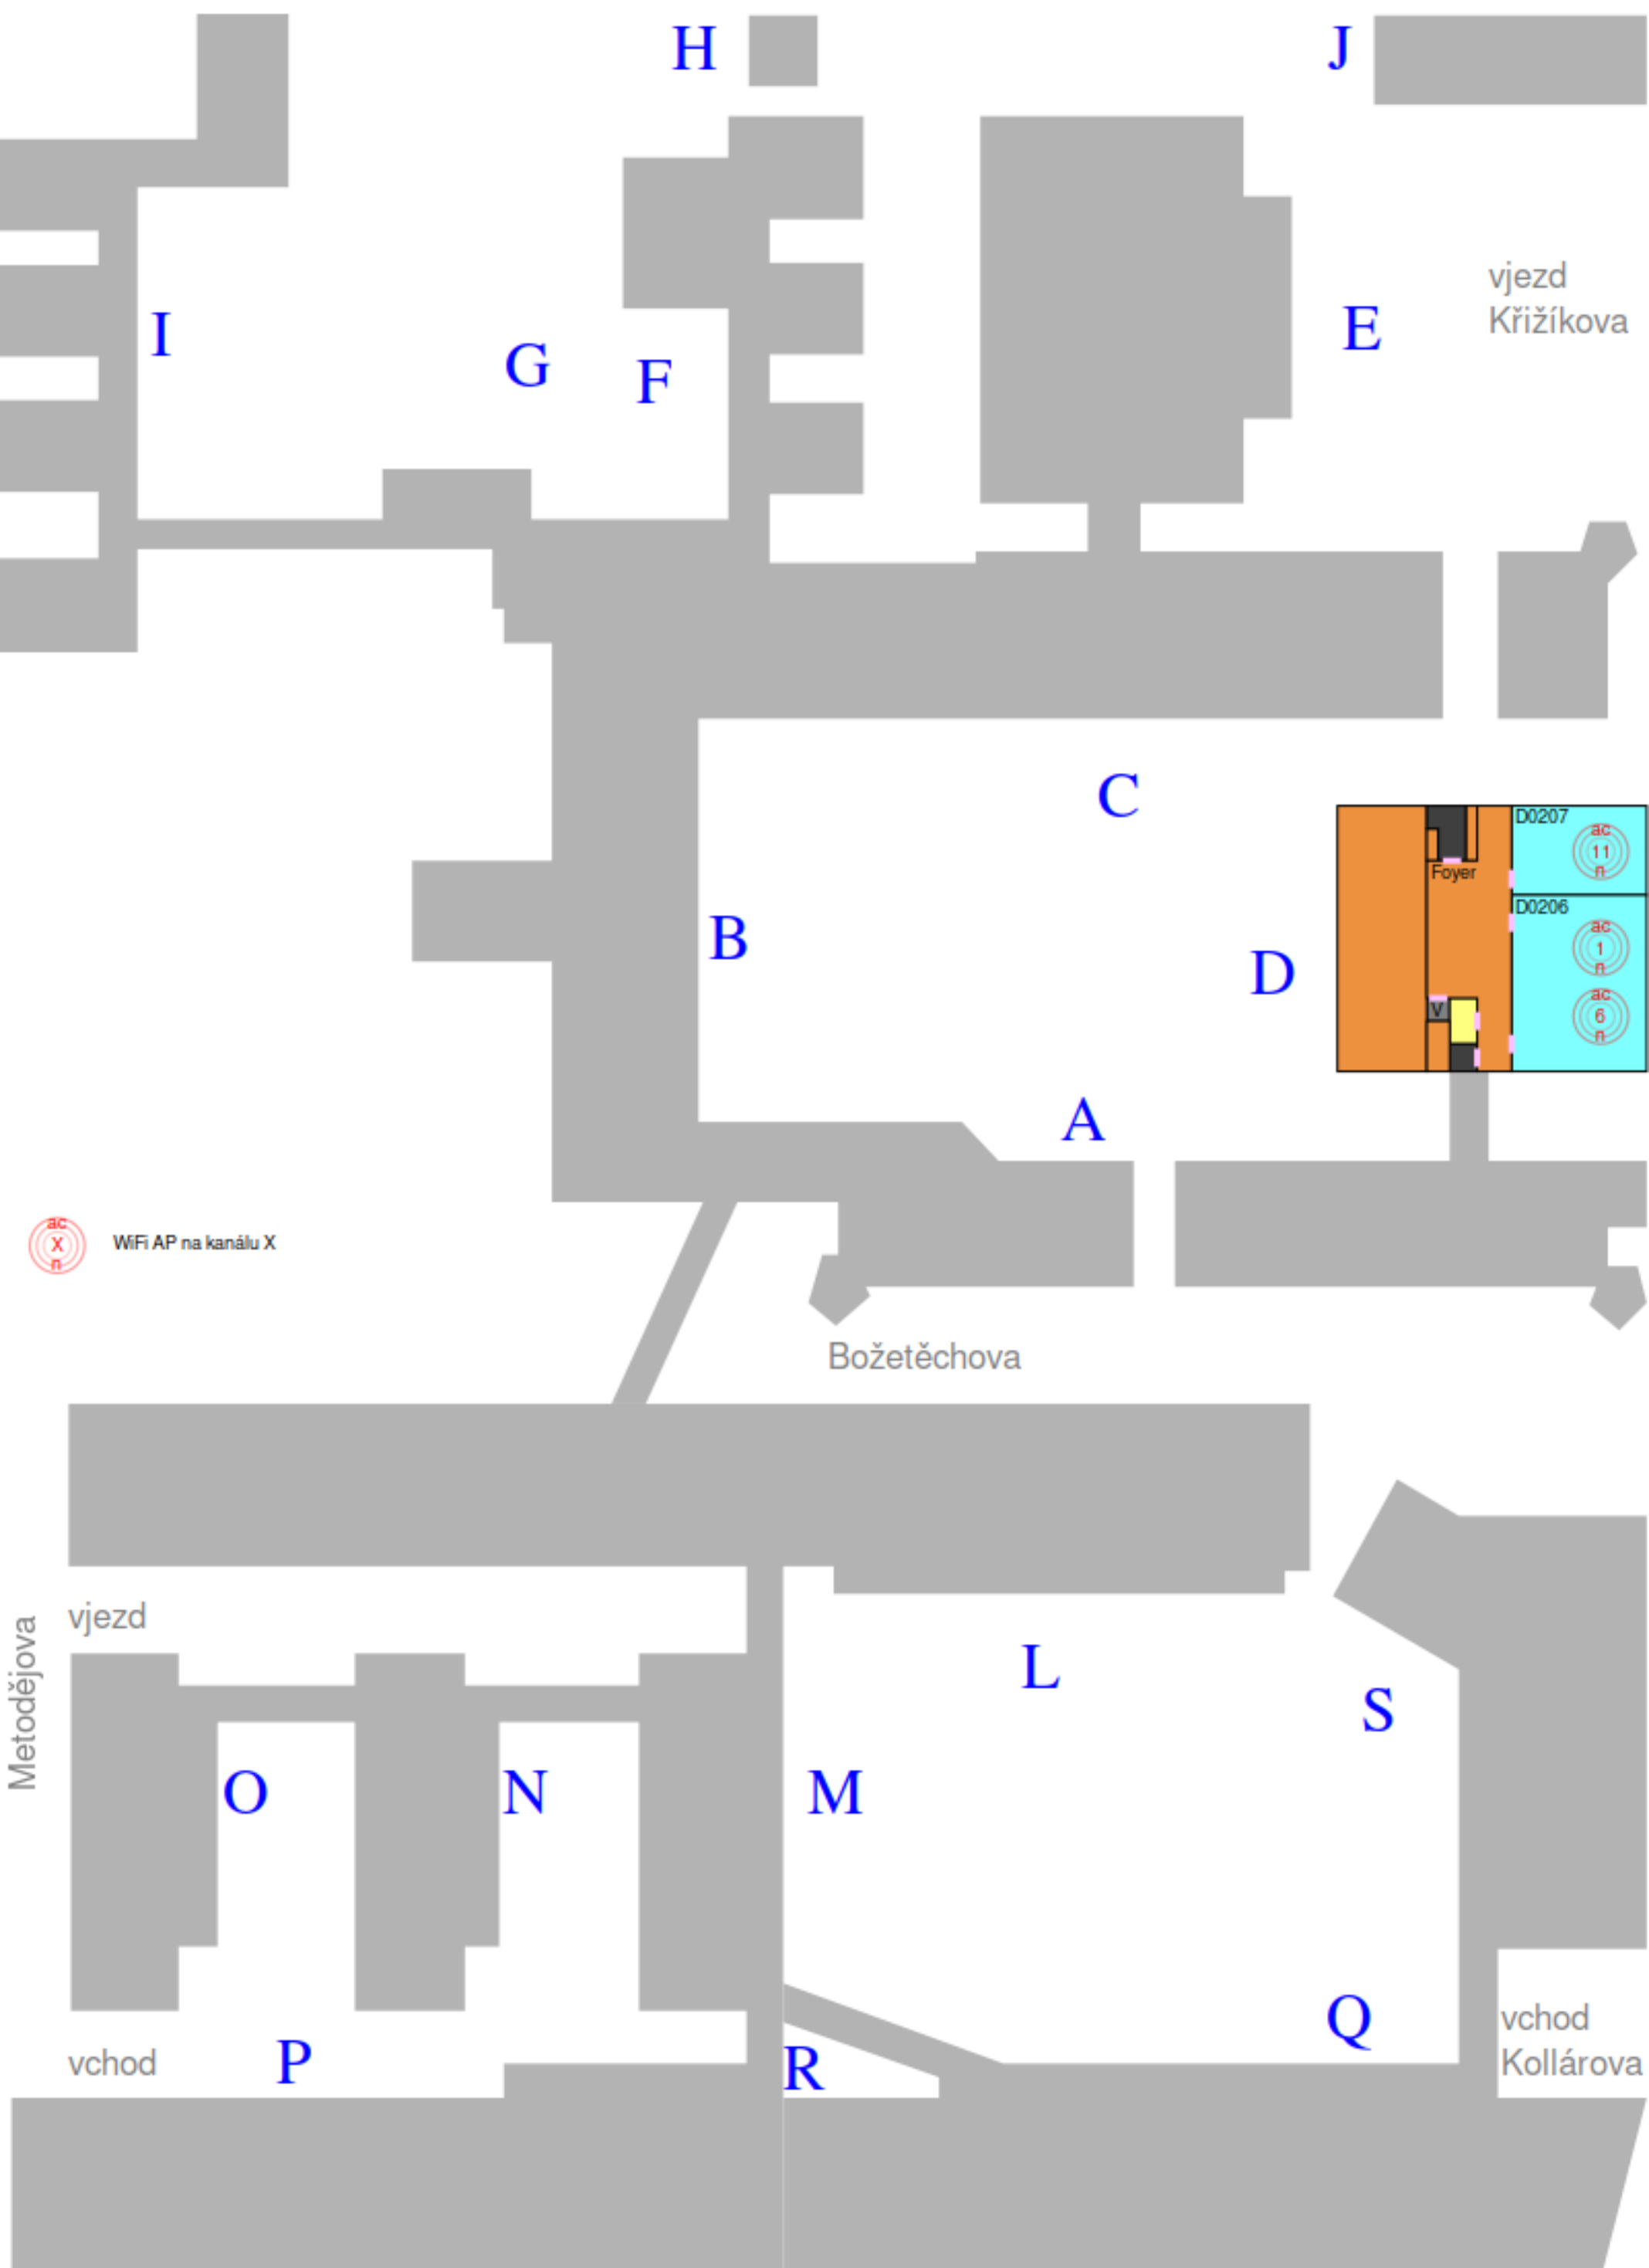 H
J
vjezd
Křižíkova
I
G
F
E
C
D0207
ac
11
n
Foyer
D0206
ac
1
n
B
D
ac
6
n
V
A
ac
X
n
WiFi AP na kanálu X
Božetěchova
vjezd
Metodějova
L
S
O
N
M
Q
vchod
Kollárova
vchod
P
R